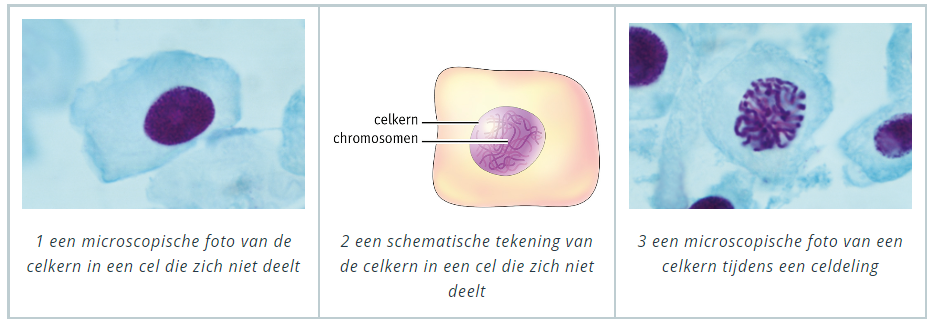 celkern
chromosomen
1 een microscopische foto van de
celkern in een cel die zich niet deelt
2 een schematische tekening van
de celkern in een cel die zich niet
deelt
3 een microscopische foto van een
celkern tijdens een celdeling